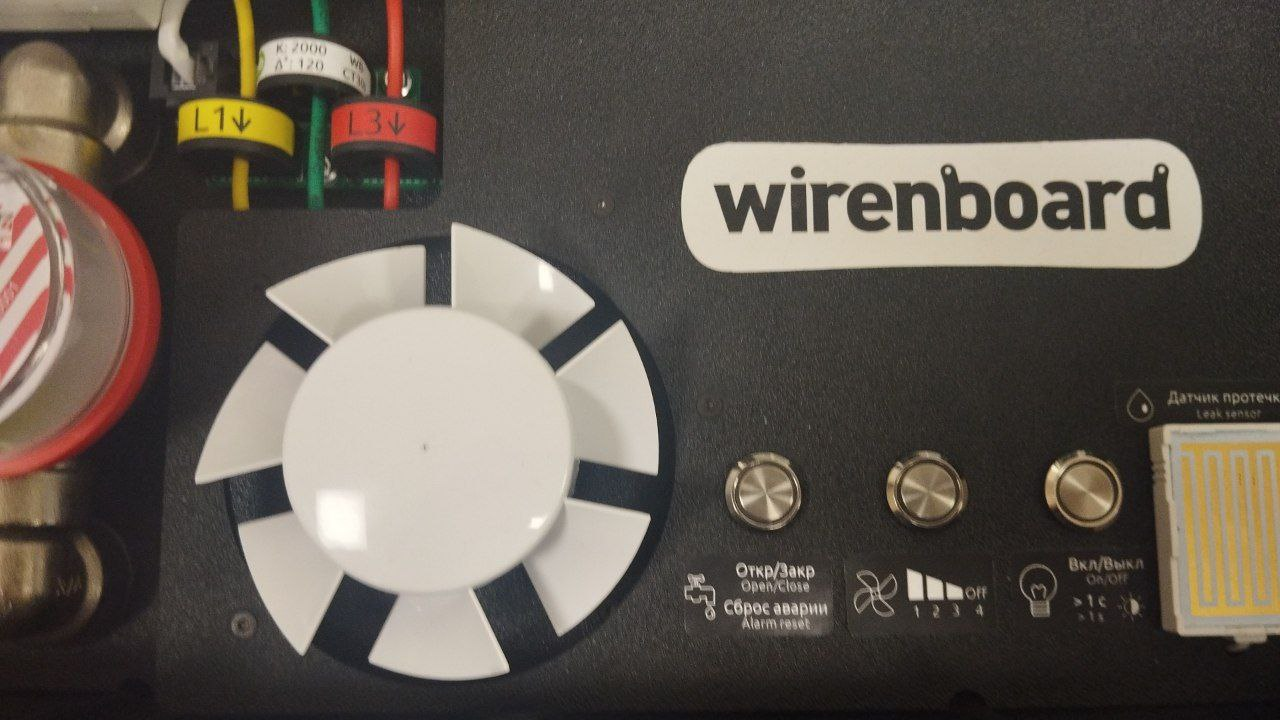 K: 2000
Δ°: 120
L1↓
L3↓
wirenboard
Датчик
Leak sensor
Откр/Закр
Open/Close
Сброс аварии
Alarm reset
Off
1 2 3 4
Вкл/Выкл
On/Off
> 1 с
> 1 s